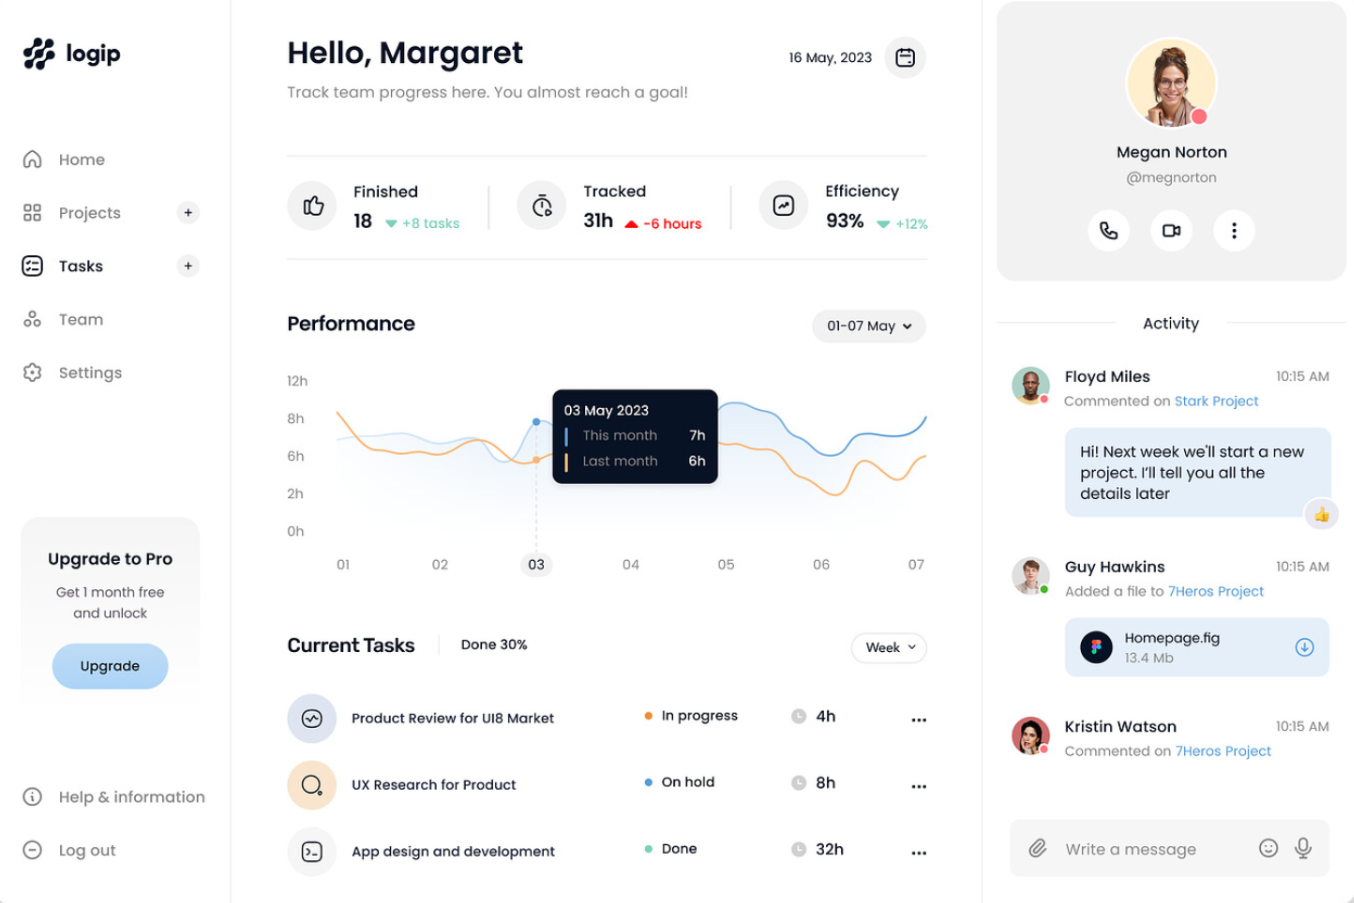 logip
Home
Projects
Tasks
Team
Settings
Upgrade to Pro
Get 1 month free
and unlock
Upgrade
Help & information
Log out
Hello, Margaret
Track team progress here. You almost reach a goal!
16 May, 2023
Finished
18 +8 tasks
Tracked
31h -6 hours
Efficiency
93% +12%
Performance
01-07 May
12h
8h
6h
2h
0h
03 May 2023
This month 7h
Last month 6h
01 02 03 04 05 06 07
Current Tasks
Done 30%
Week
Product Review for UI8 Market In progress 4h
UX Research for Product On hold 8h
App design and development Done 32h
Megan Norton
@megnorton
Activity
Floyd Miles 10:15 AM
Commented on Stark Project
Hi! Next week we'll start a new
project. I'll tell you all the
details later
Guy Hawkins 10:15 AM
Added a file to 7Heros Project
Homepage.fig
13.4 Mb
Kristin Watson 10:15 AM
Commented on 7Heros Project
Write a message